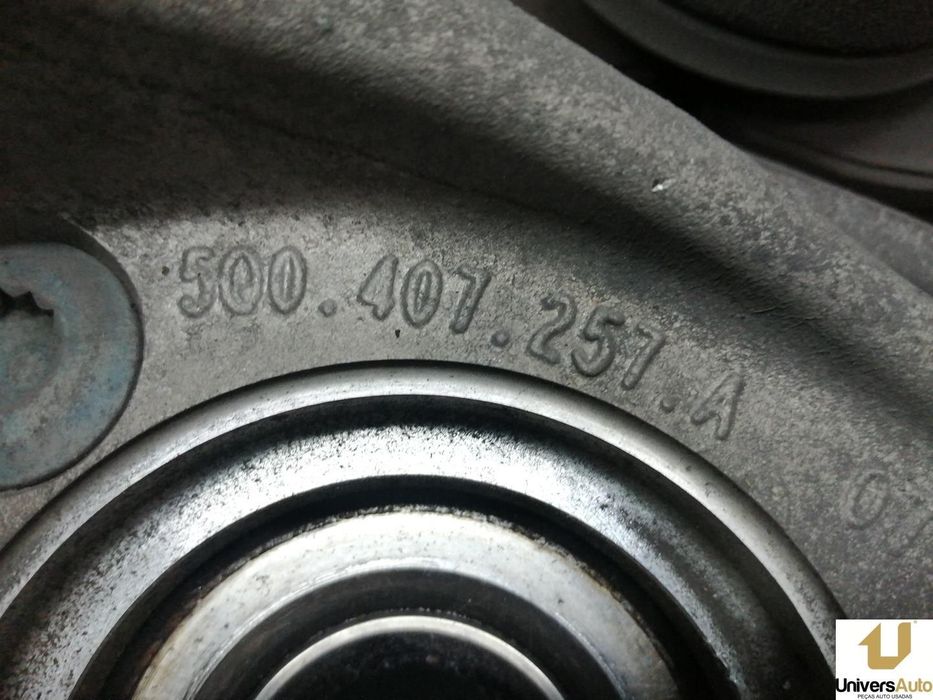 500.407.257.A
UniversAuto
PEÇAS AUTO USADAS